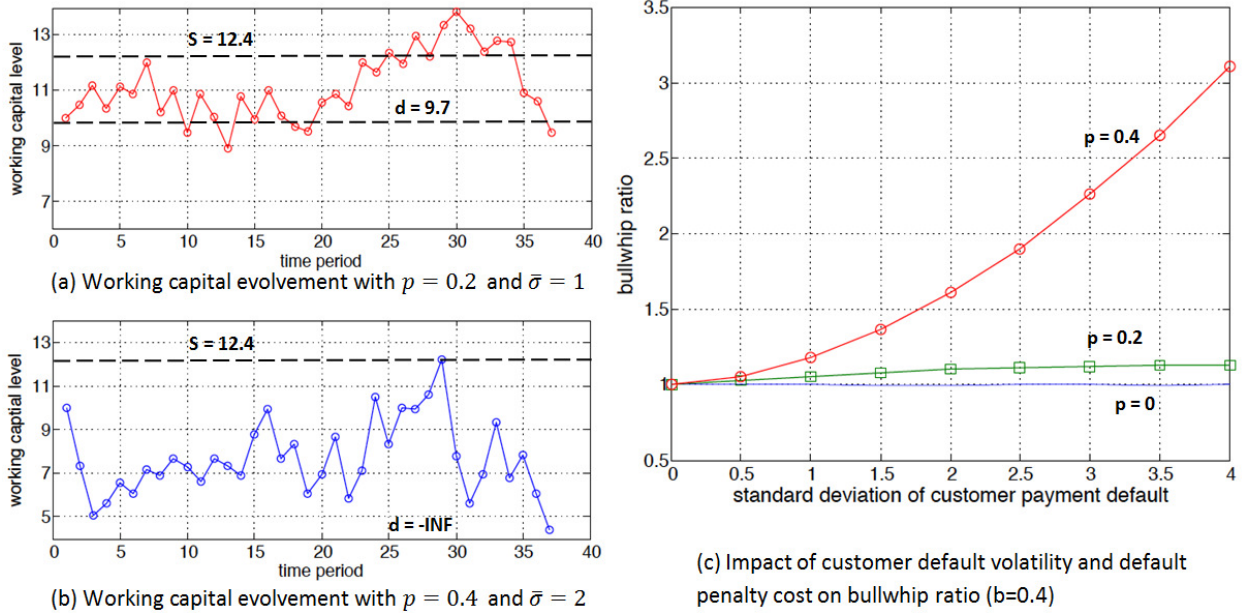 working capital level
13
11
9
7
S = 12.4
d = 9.7
0 5 10 15 20 25 30 35 40
time period
(a) Working capital evolvement with p = 0.2 and σ̄ = 1
working captial level
13
11
9
7
5
S = 12.4
d = -INF
0 5 10 15 20 25 30 35 40
time period
(b) Working capital evolvement with p = 0.4 and σ̄ = 2
bullwhip ratio
3.5
3
2.5
2
1.5
1
0.5
p = 0.4
p = 0.2
p = 0
0 0.5 1 1.5 2 2.5 3 3.5 4
standard deviation of customer payment default
(c) Impact of customer default volatility and default
penalty cost on bullwhip ratio (b=0.4)